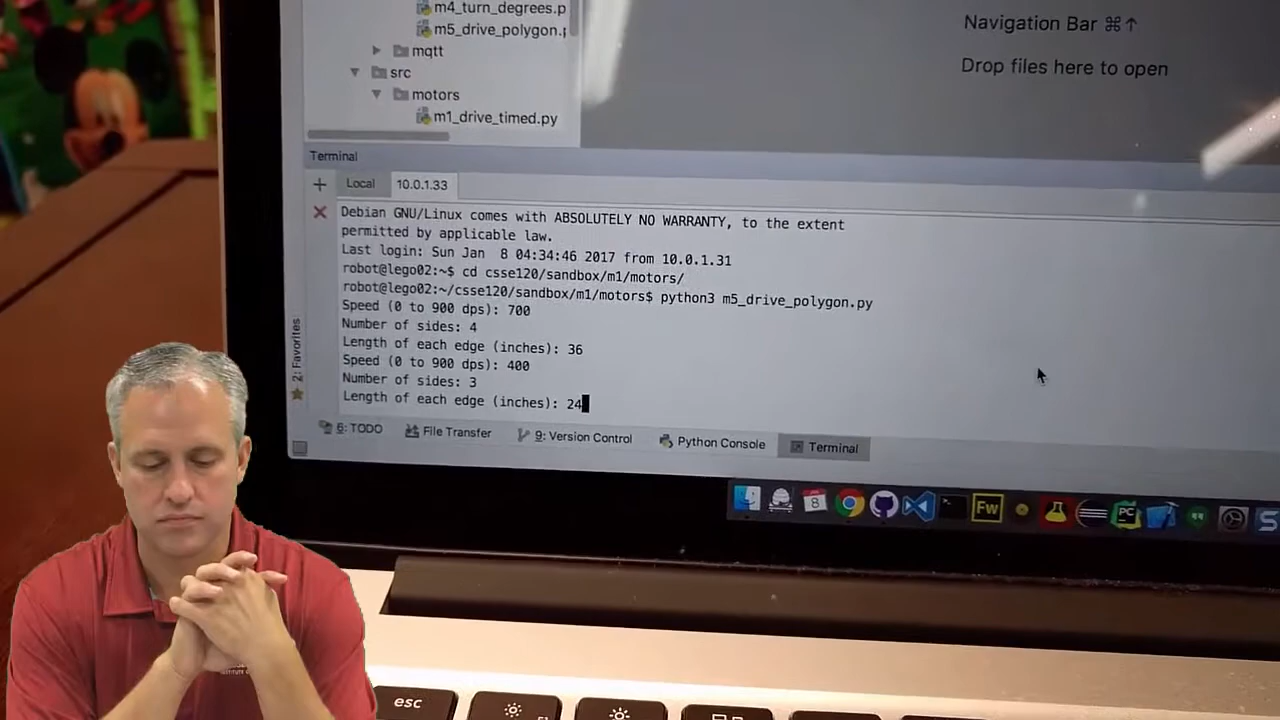 m4_turn_degrees.p
m5_drive_polygon.
mqtt
src
motors
m1_drive_timed.py
Navigation Bar ⌘↑
Drop files here to open
Terminal
Local 10.0.1.33
Debian GNU/Linux comes with ABSOLUTELY NO WARRANTY, to the extent
permitted by applicable law.
Last login: Sun Jan  8 04:34:46 2017 from 10.0.1.31
robot@lego02:~$ cd csse120/sandbox/m1/motors/
robot@lego02:~/csse120/sandbox/m1/motors$ python3 m5_drive_polygon.py
Speed (0 to 900 dps): 700
Number of sides: 4
Length of each edge (inches): 36
Speed (0 to 900 dps): 400
Number of sides: 3
Length of each edge (inches): 24
2: Favorites
6: TODO File Transfer 9: Version Control Python Console Terminal
8 Fw PC S
esc